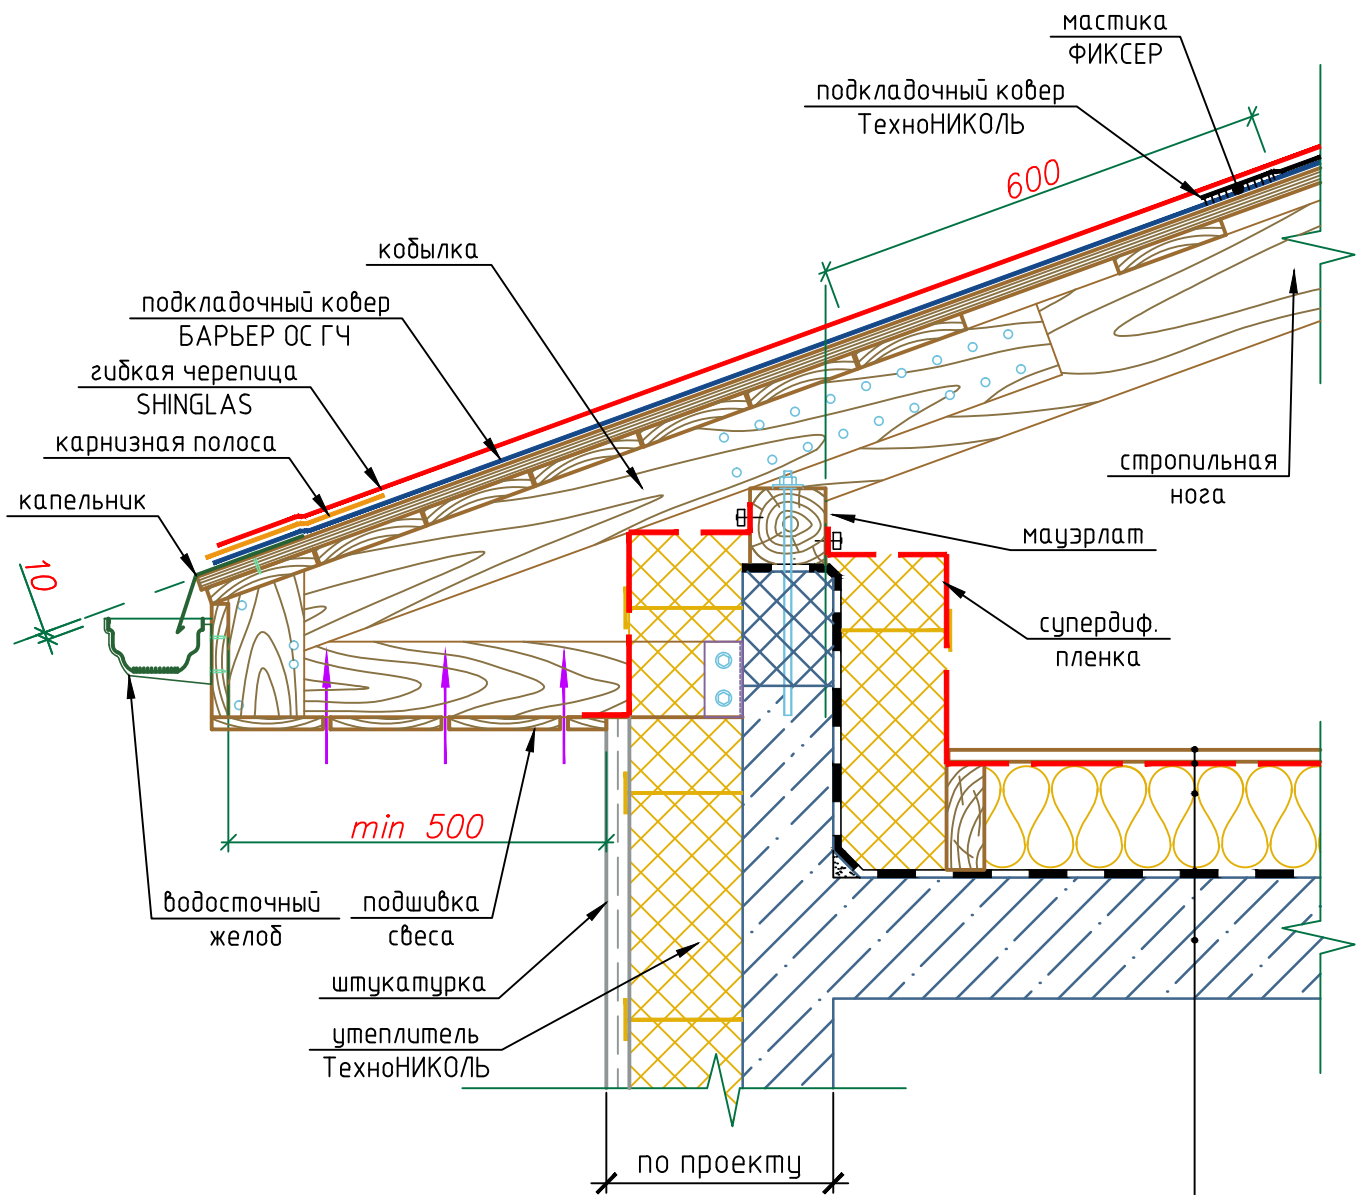 мастика
ФИКСЕР
подкладочный ковер
ТехноНИКОЛЬ
600
кобылка
подкладочный ковер
БАРЬЕР ОС ГЧ
гибкая черепица
SHINGLAS
карнизная полоса
капельник
стропильная
нога
мауэрлат
10
супердиф.
пленка
min 500
водосточный
желоб
подшивка
свеса
штукатурка
утеплитель
ТехноНИКОЛЬ
по проекту